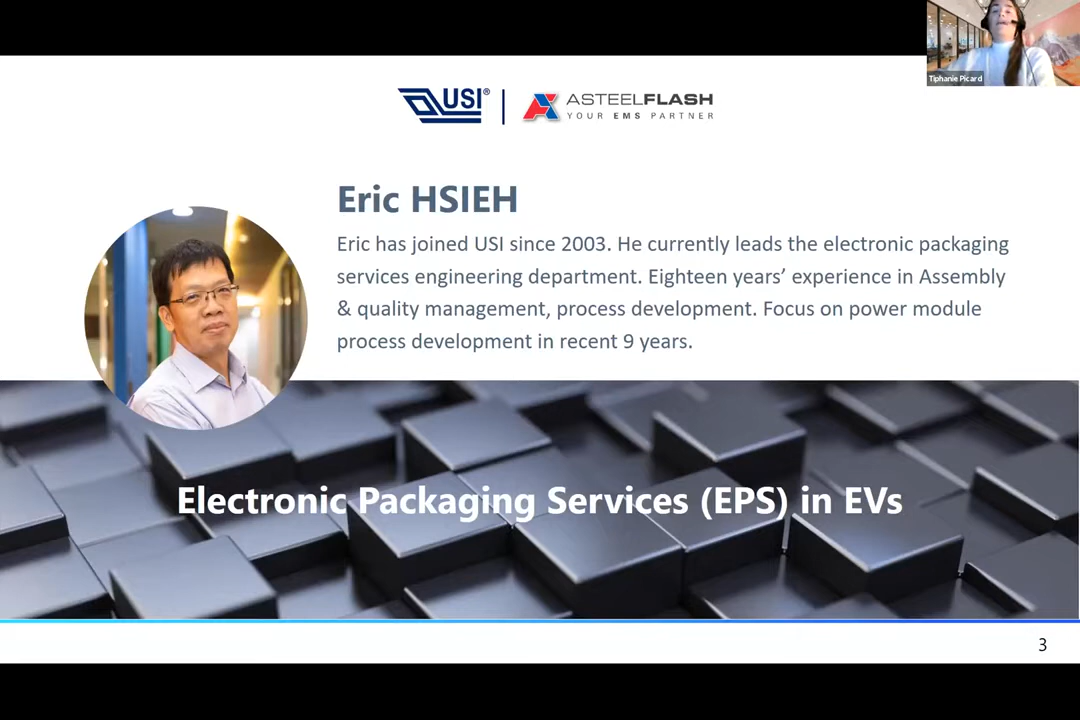 Tiphanie Picard
USI®
ASTEELFLASH
YOUR EMS PARTNER
Eric HSIEH
Eric has joined USI since 2003. He currently leads the electronic packaging
services engineering department. Eighteen years’ experience in Assembly
& quality management, process development. Focus on power module
process development in recent 9 years.
Electronic Packaging Services (EPS) in EVs
3